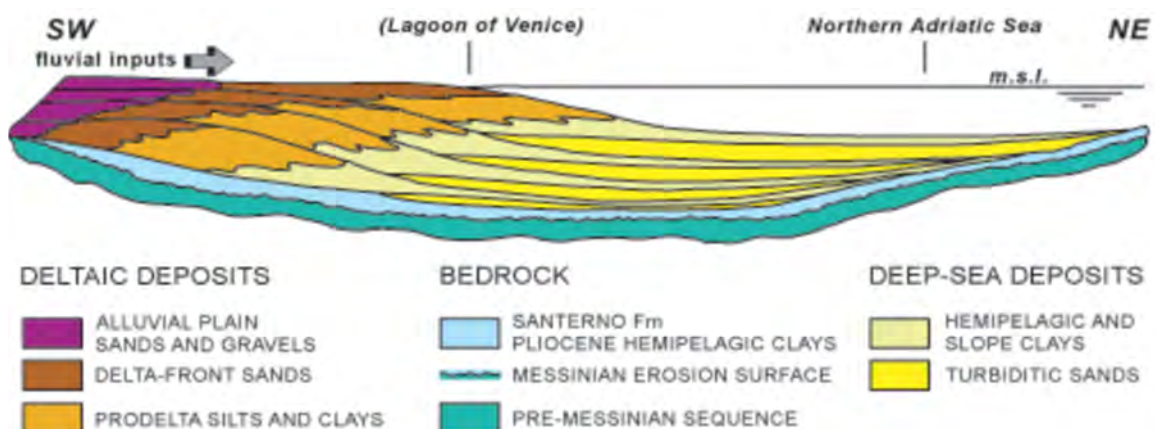 SW
(Lagoon of Venice)
Northern Adriatic Sea
NE
fluvial inputs
m.s.l.
DELTAIC DEPOSITS
ALLUVIAL PLAIN
SANDS AND GRAVELS
DELTA-FRONT SANDS
PRODELTA SILTS AND CLAYS
BEDROCK
SANTERNO Fm
PLIOCENE HEMIPELAGIC CLAYS
MESSINIAN EROSION SURFACE
PRE-MESSINIAN SEQUENCE
DEEP-SEA DEPOSITS
HEMIPELAGIC AND
SLOPE CLAYS
TURBIDITIC SANDS